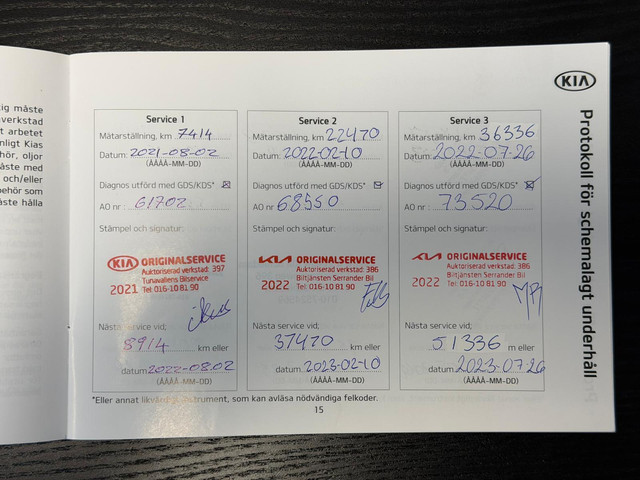 ig måste
verkstad
t arbetet
nligt Kias
hör, oljor
åste med
och/eller
behör som
åste hålla
KIA
Protokoll för schemalagt underhåll
Service 1
Mätarställning, km 7414
Datum: 2021-08-02
(ÅÅÅÅ-MM-DD)
Diagnos utförd med GDS/KDS*
AO nr : 61702
Stämpel och signatur:
KIA ORIGINALSERVICE
Auktoriserad verkstad: 397
Tunavallens Bilservice
2021 Tel: 016-10 81 90
Nästa service vid;
8914 km eller
datum 2022-08-02
(ÅÅÅÅ-MM-DD)
Service 2
Mätarställning, km 22470
Datum: 2022-02-10
(ÅÅÅÅ-MM-DD)
Diagnos utförd med GDS/KDS*
AO nr : 68550
Stämpel och signatur:
KIA ORIGINALSERVICE
Auktoriserad verkstad: 386
Biltjänsten Serrander Bil
2022 Tel: 016-10 81 90
Nästa service vid;
37470 km eller
datum 2023-02-10
(ÅÅÅÅ-MM-DD)
Service 3
Mätarställning, km 36336
Datum: 2022-07-26
(ÅÅÅÅ-MM-DD)
Diagnos utförd med GDS/KDS*
AO nr : 73520
Stämpel och signatur:
KIA ORIGINALSERVICE
Auktoriserad verkstad: 386
Biltjänsten Serrander Bil
2022 Tel: 016-10 81 90
Nästa service vid;
51336 m eller
datum 2023-07-26
(ÅÅÅÅ-MM-DD)
*Eller annat likvärdigt instrument, som kan avläsa nödvändiga felkoder.
15